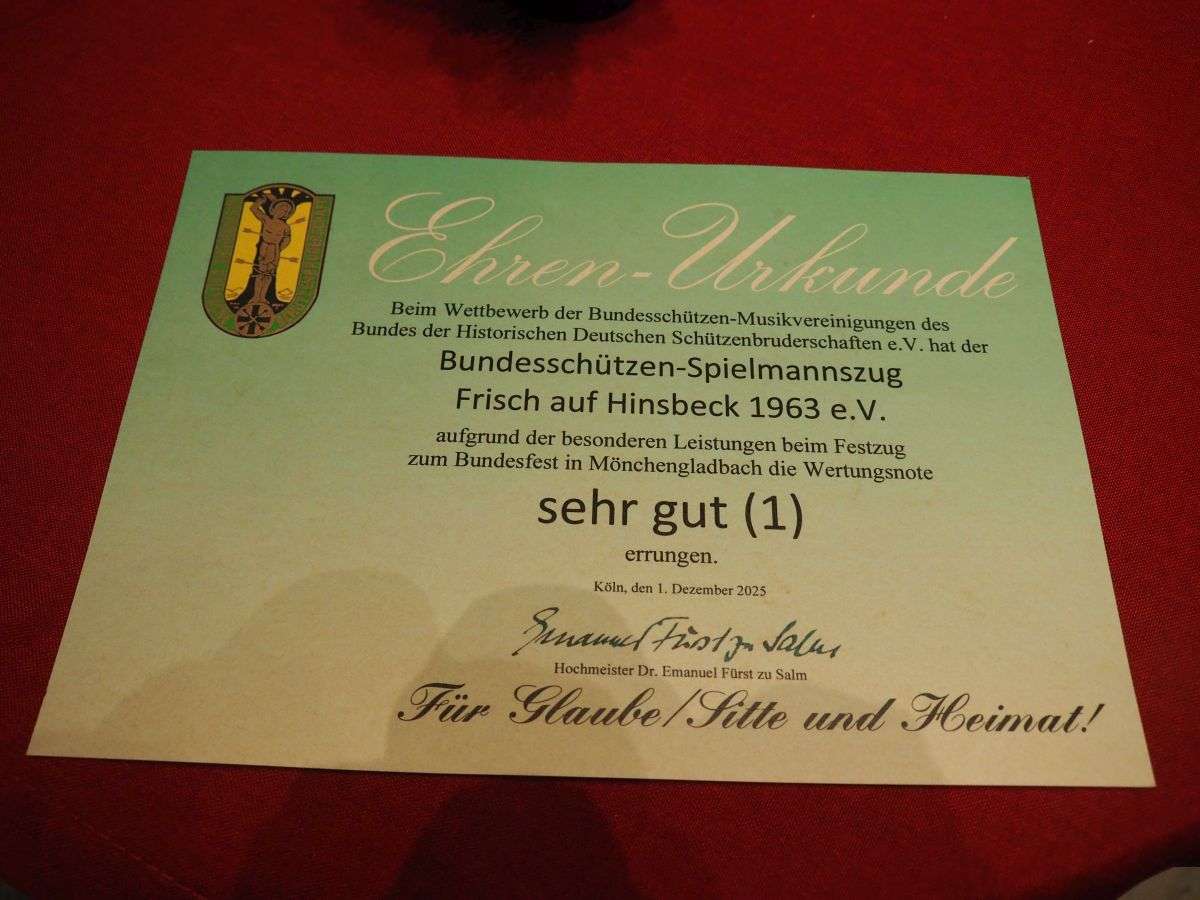 Ehren-Urkunde
Beim Wettbewerb der Bundesschützen-Musikvereinigungen des
Bundes der Historischen Deutschen Schützenbruderschaften e.V. hat der
Bundesschützen-Spielmannszug
Frisch auf Hinsbeck 1963 e.V.
aufgrund der besonderen Leistungen beim Festzug
zum Bundesfest in Mönchengladbach die Wertungsnote
sehr gut (1)
errungen.
Köln, den 1. Dezember 2025
Emanuel Fürst zu Salm
Hochmeister Dr. Emanuel Fürst zu Salm
Für Glaube/Sitte und Heimat!